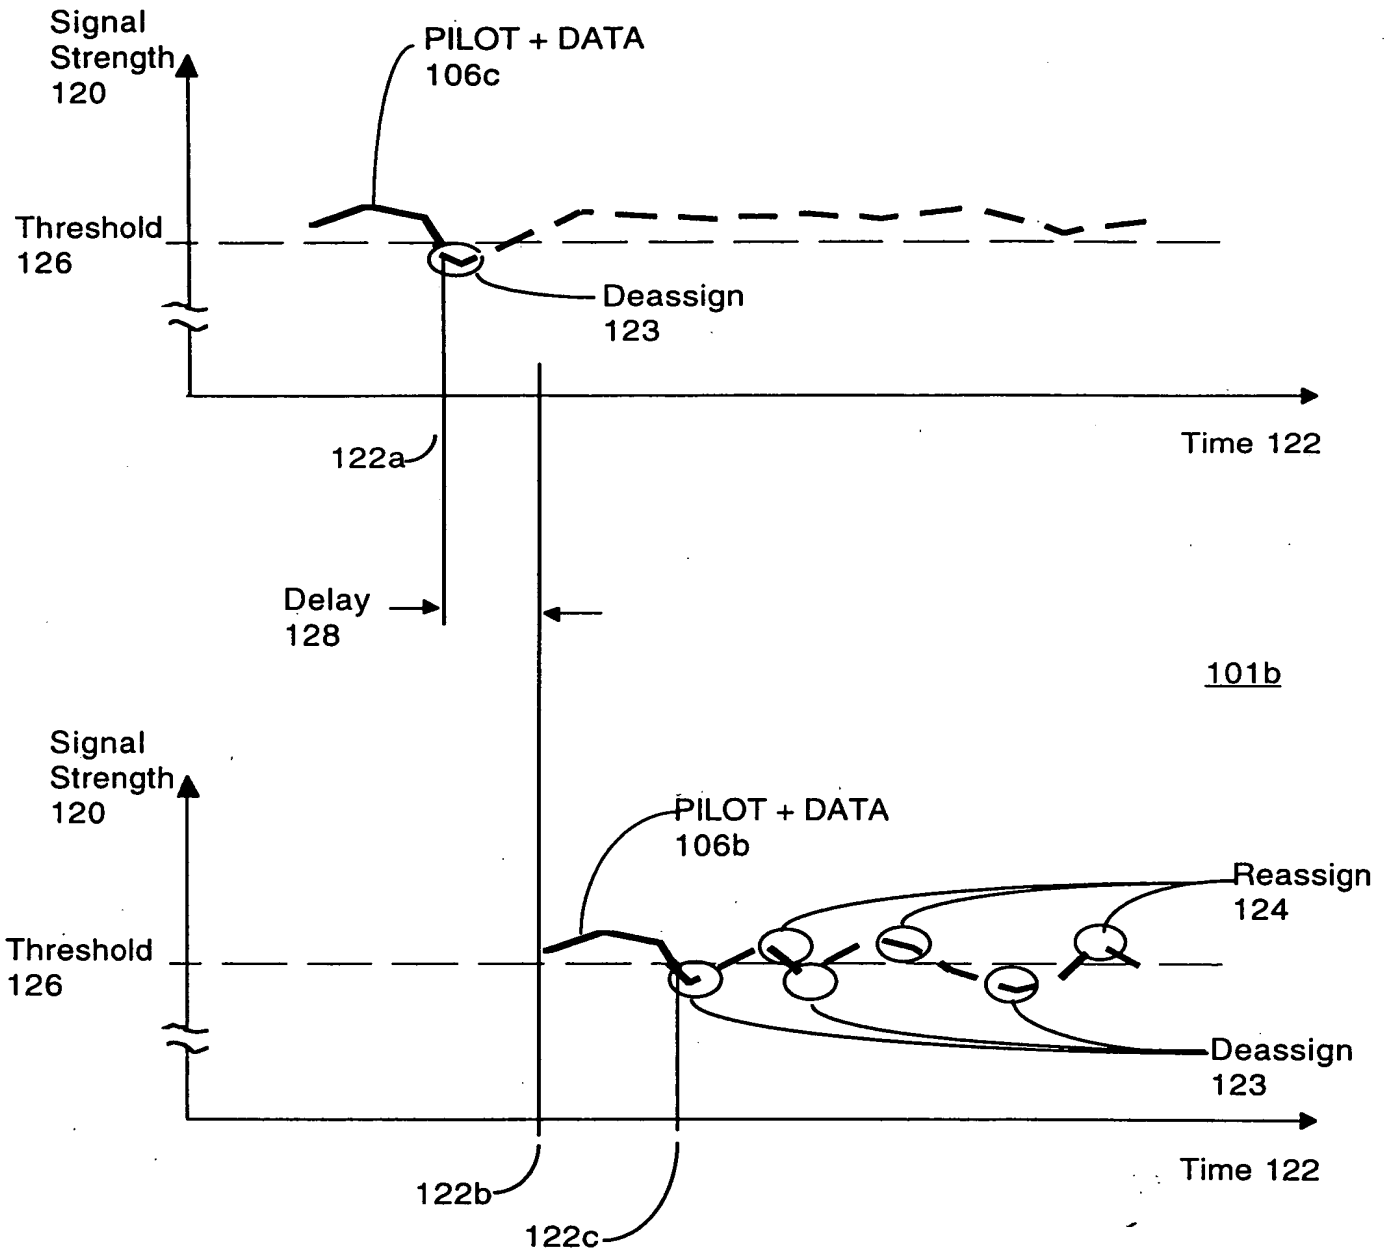 Signal
Strength
120
PILOT + DATA
106c
Threshold
126
Deassign
123
122a
Time 122
Delay
128
101b
Signal
Strength
120
PILOT + DATA
106b
Reassign
124
Threshold
126
Deassign
123
Time 122
122b
122c